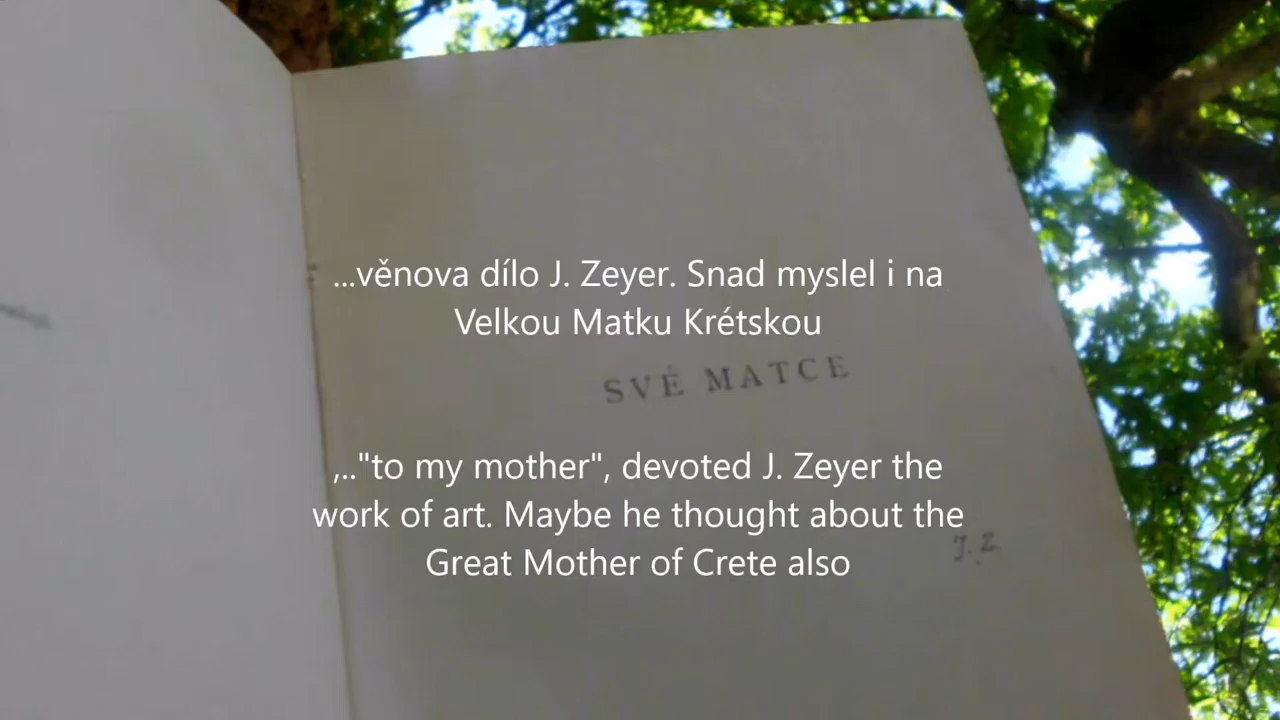 ...věnova dílo J. Zeyer. Snad myslel i na
Velkou Matku Krétskou
SVÉ MATCE
,.."to my mother", devoted J. Zeyer the
work of art. Maybe he thought about the
Great Mother of Crete also
J. Z.